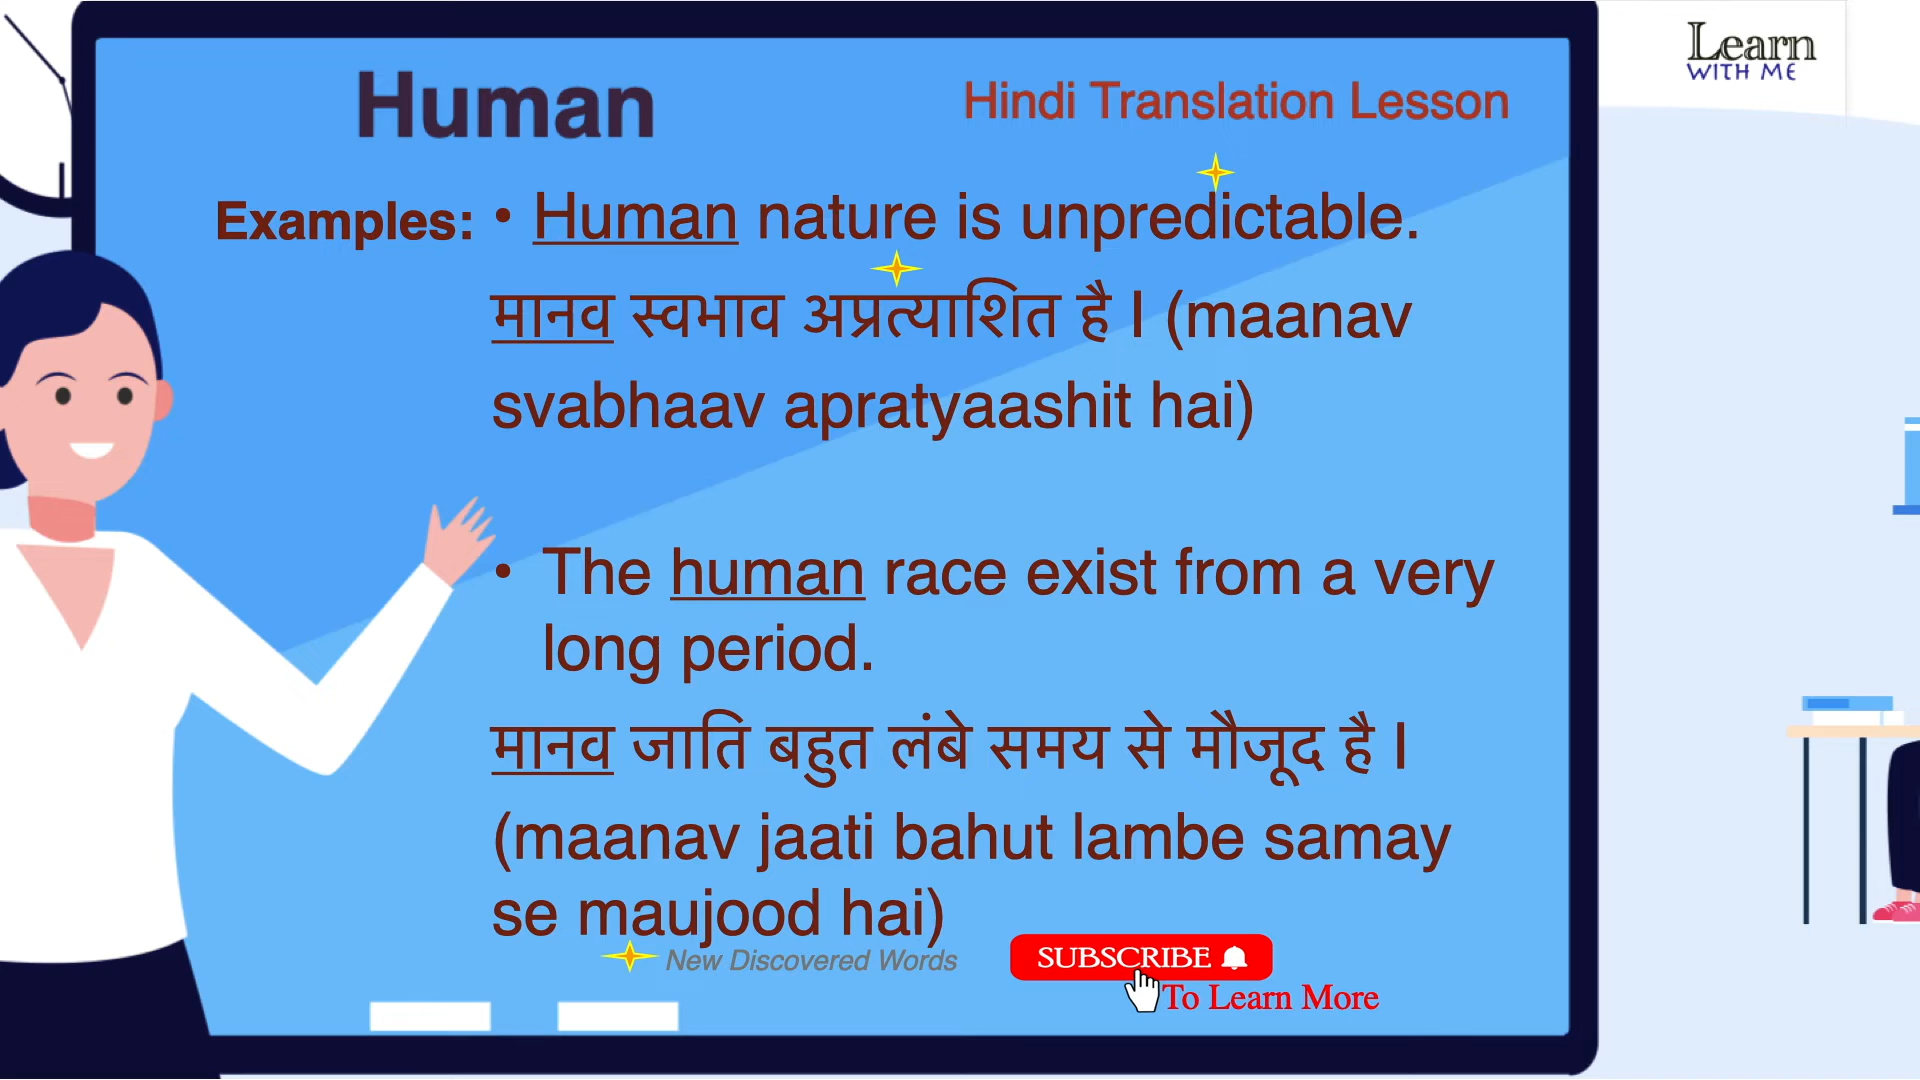 Learn
WITH ME
Human
Hindi Translation Lesson
Examples: • Human nature is unpredictable.
मानव स्वभाव अप्रत्याशित है I (maanav
svabhaav apratyaashit hai)
• The human race exist from a very
long period.
मानव जाति बहुत लंबे समय से मौजूद है I
(maanav jaati bahut lambe samay
se maujood hai)
New Discovered Words
SUBSCRIBE
To Learn More